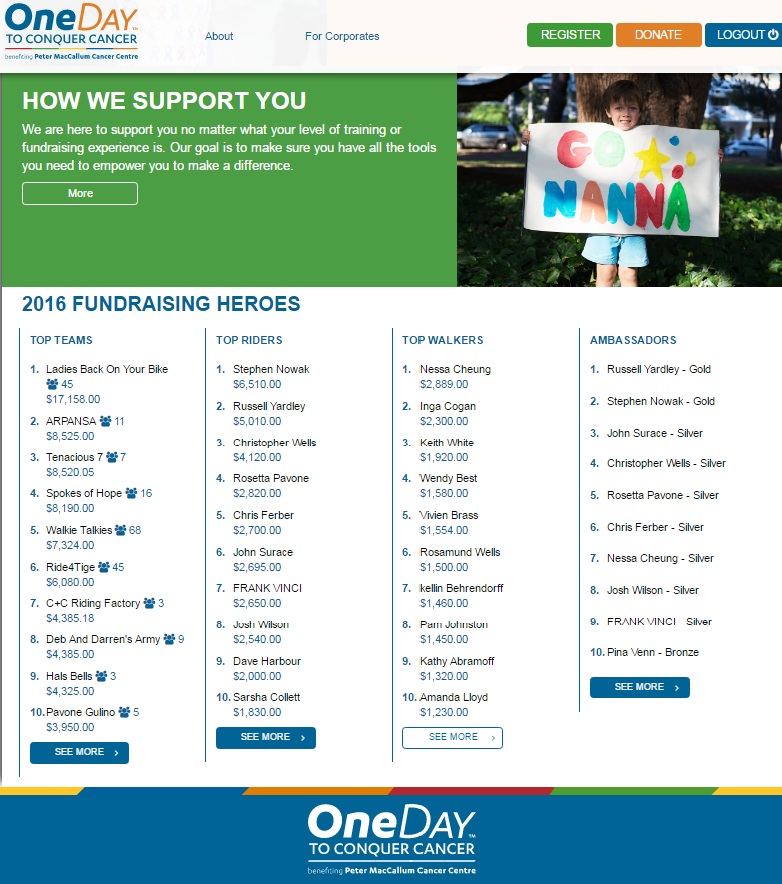 OneDAY
TO CONQUER CANCER
benefiting Peter MacCallum Cancer Centre
About
For Corporates
REGISTER
DONATE
LOGOUT
HOW WE SUPPORT YOU
We are here to support you no matter what your level of training or
fundraising experience is. Our goal is to make sure you have all the tools
you need to empower you to make a difference.
More
GO
NANNA
2016 FUNDRAISING HEROES
TOP TEAMS
1. Ladies Back On Your Bike
45
$17,158.00
2. ARPANSA 11
$8,525.00
3. Tenacious 7 7
$8,520.05
4. Spokes of Hope 16
$8,190.00
5. Walkie Talkies 68
$7,324.00
6. Ride4Tige 45
$6,080.00
7. C+C Riding Factory 3
$4,385.18
8. Deb And Darren's Army 9
$4,385.00
9. Hals Bells 3
$4,325.00
10. Pavone Gulino 5
$3,950.00
SEE MORE
TOP RIDERS
1. Stephen Nowak
$6,510.00
2. Russell Yardley
$5,010.00
3. Christopher Wells
$4,120.00
4. Rosetta Pavone
$2,820.00
5. Chris Ferber
$2,700.00
6. John Surace
$2,695.00
7. FRANK VINCI
$2,650.00
8. Josh Wilson
$2,540.00
9. Dave Harbour
$2,000.00
10. Sarsha Collett
$1,830.00
SEE MORE
TOP WALKERS
1. Nessa Cheung
$2,889.00
2. Inga Cogan
$2,300.00
3. Keith White
$1,920.00
4. Wendy Best
$1,580.00
5. Vivien Brass
$1,554.00
6. Rosamund Wells
$1,500.00
7. kellin Behrendorff
$1,460.00
8. Pam Johnston
$1,450.00
9. Kathy Abramoff
$1,320.00
10. Amanda Lloyd
$1,230.00
SEE MORE
AMBASSADORS
1. Russell Yardley - Gold
2. Stephen Nowak - Gold
3. John Surace - Silver
4. Christopher Wells - Silver
5. Rosetta Pavone - Silver
6. Chris Ferber - Silver
7. Nessa Cheung - Silver
8. Josh Wilson - Silver
9. FRANK VINCI - Silver
10. Pina Venn - Bronze
SEE MORE
OneDAY
TO CONQUER CANCER
benefiting Peter MacCallum Cancer Centre